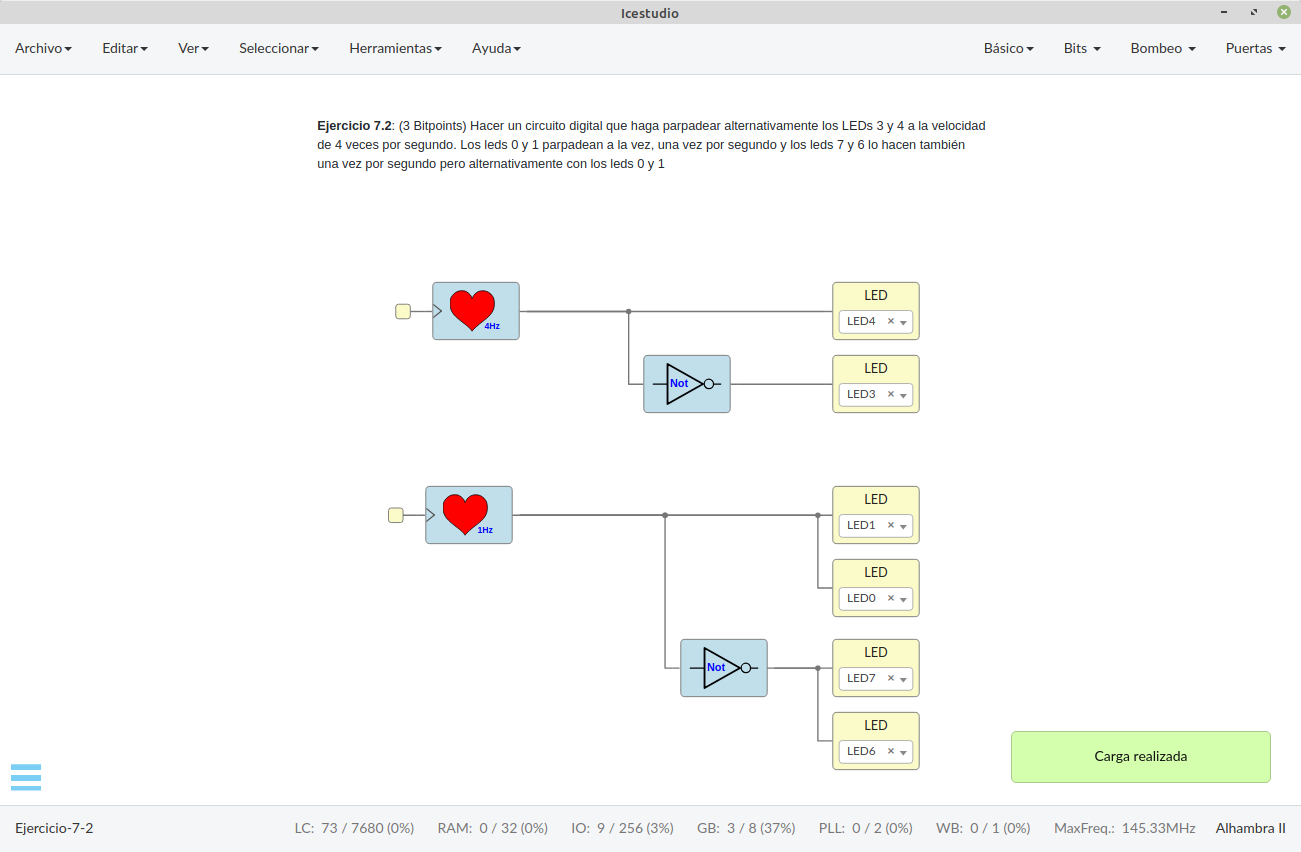 Icestudio
Archivo Editar Ver Seleccionar Herramientas Ayuda Básico Bits Bombeo Puertas
Ejercicio 7.2: (3 Bitpoints) Hacer un circuito digital que haga parpadear alternativamente los LEDs 3 y 4 a la velocidad
de 4 veces por segundo. Los leds 0 y 1 parpadean a la vez, una vez por segundo y los leds 7 y 6 lo hacen también
una vez por segundo pero alternativamente con los leds 0 y 1
4Hz
LED
LED4 ×
Not
LED
LED3 ×
1Hz
LED
LED1 ×
LED
LED0 ×
Not
LED
LED7 ×
LED
LED6 ×
Carga realizada
Ejercicio-7-2 LC: 73 / 7680 (0%) RAM: 0 / 32 (0%) IO: 9 / 256 (3%) GB: 3 / 8 (37%) PLL: 0 / 2 (0%) WB: 0 / 1 (0%) MaxFreq.: 145.33MHz Alhambra II